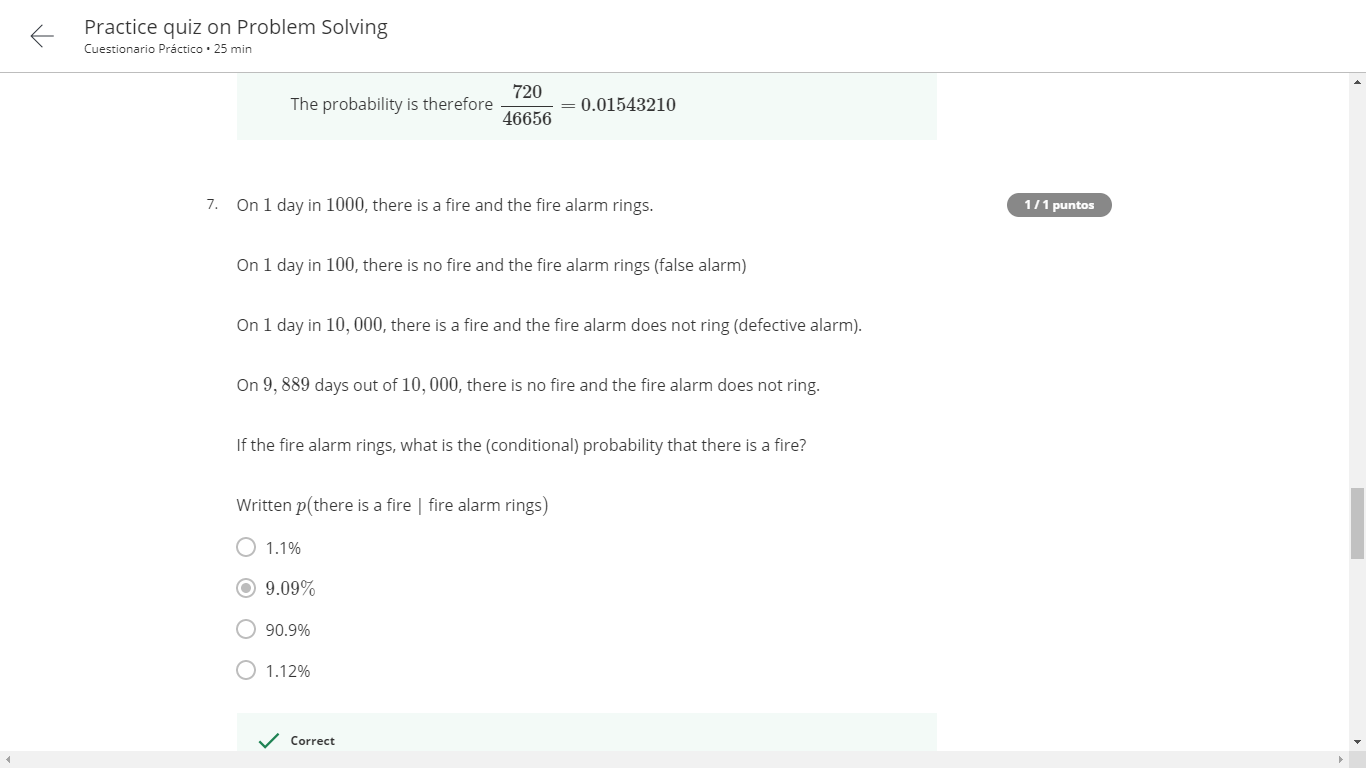 Practice quiz on Problem Solving
Cuestionario Práctico • 25 min
The probability is therefore 720/46656 = 0.01543210
7. On 1 day in 1000, there is a fire and the fire alarm rings.
1 / 1 puntos
On 1 day in 100, there is no fire and the fire alarm rings (false alarm)
On 1 day in 10, 000, there is a fire and the fire alarm does not ring (defective alarm).
On 9, 889 days out of 10, 000, there is no fire and the fire alarm does not ring.
If the fire alarm rings, what is the (conditional) probability that there is a fire?
Written p(there is a fire | fire alarm rings)
1.1%
9.09%
90.9%
1.12%
Correct